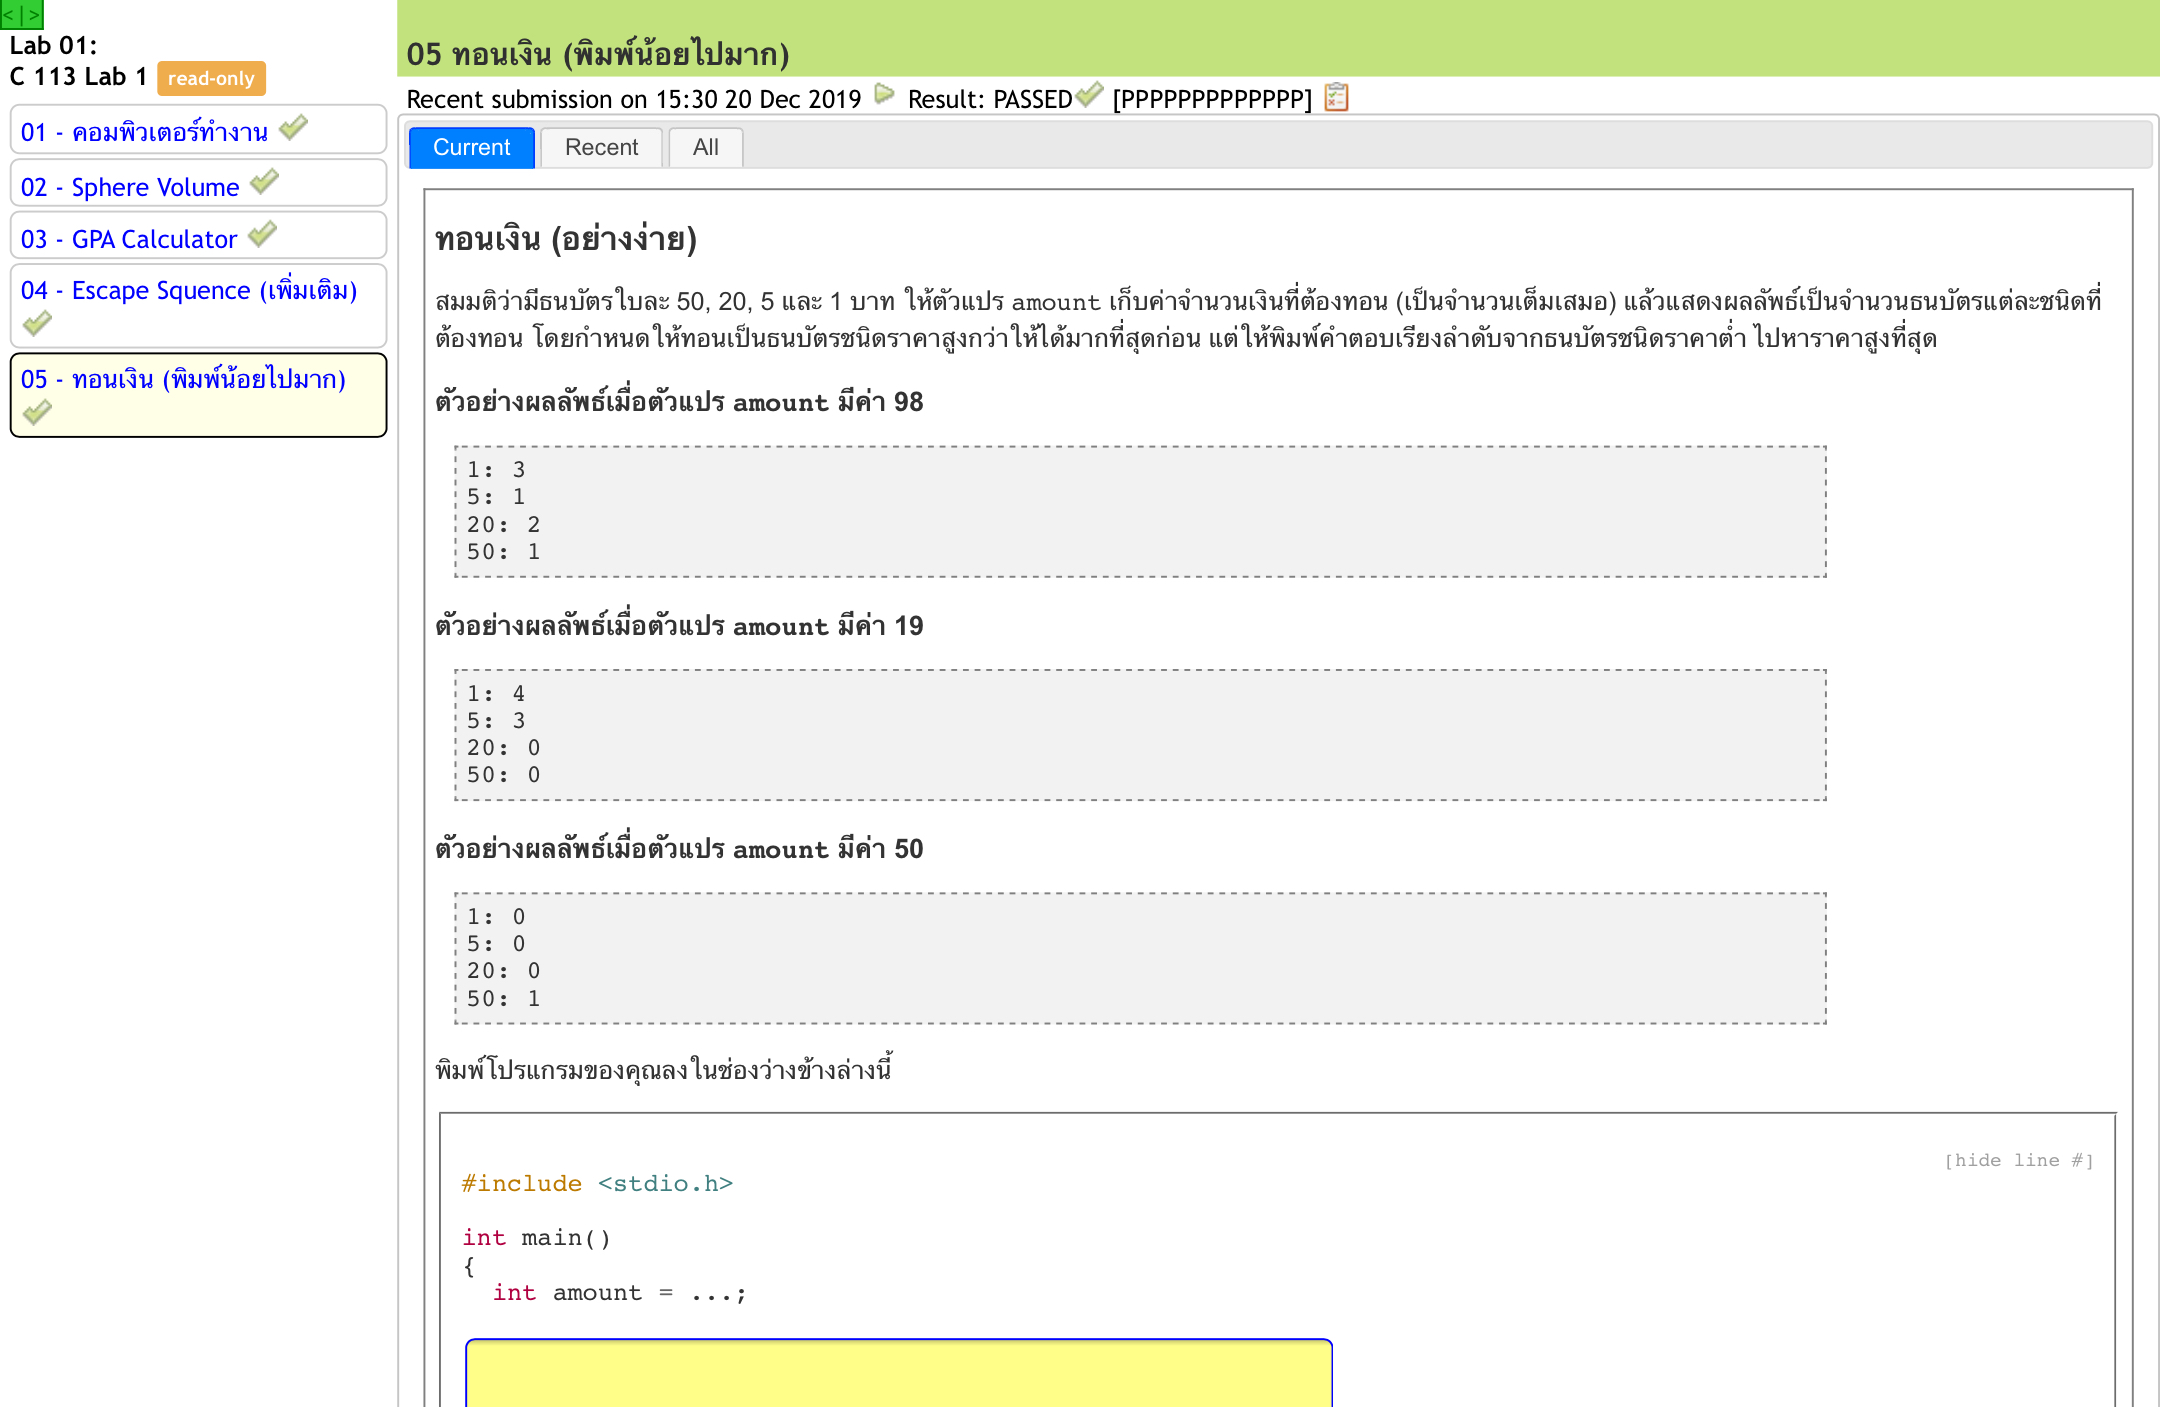 <|>
Lab 01:
C 113 Lab 1 read-only
01 - คอมพิวเตอร์ทำงาน
02 - Sphere Volume
03 - GPA Calculator
04 - Escape Squence (เพิ่มเติม)
05 - ทอนเงิน (พิมพ์น้อยไปมาก)
05 ทอนเงิน (พิมพ์น้อยไปมาก)
Recent submission on 15:30 20 Dec 2019 Result: PASSED [PPPPPPPPPPPPP]
Current Recent All
ทอนเงิน (อย่างง่าย)
สมมติว่ามีธนบัตรใบละ 50, 20, 5 และ 1 บาท ให้ตัวแปร amount เก็บค่าจำนวนเงินที่ต้องทอน (เป็นจำนวนเต็มเสมอ) แล้วแสดงผลลัพธ์เป็นจำนวนธนบัตรแต่ละชนิดที่
ต้องทอน โดยกำหนดให้ทอนเป็นธนบัตรชนิดราคาสูงกว่าให้ได้มากที่สุดก่อน แต่ให้พิมพ์คำตอบเรียงลำดับจากธนบัตรชนิดราคาต่ำ ไปหาราคาสูงที่สุด
ตัวอย่างผลลัพธ์เมื่อตัวแปร amount มีค่า 98
1: 3
5: 1
20: 2
50: 1
ตัวอย่างผลลัพธ์เมื่อตัวแปร amount มีค่า 19
1: 4
5: 3
20: 0
50: 0
ตัวอย่างผลลัพธ์เมื่อตัวแปร amount มีค่า 50
1: 0
5: 0
20: 0
50: 1
พิมพ์โปรแกรมของคุณลงในช่องว่างข้างล่างนี้
[hide line #]
#include <stdio.h>
int main()
{
int amount = ...;